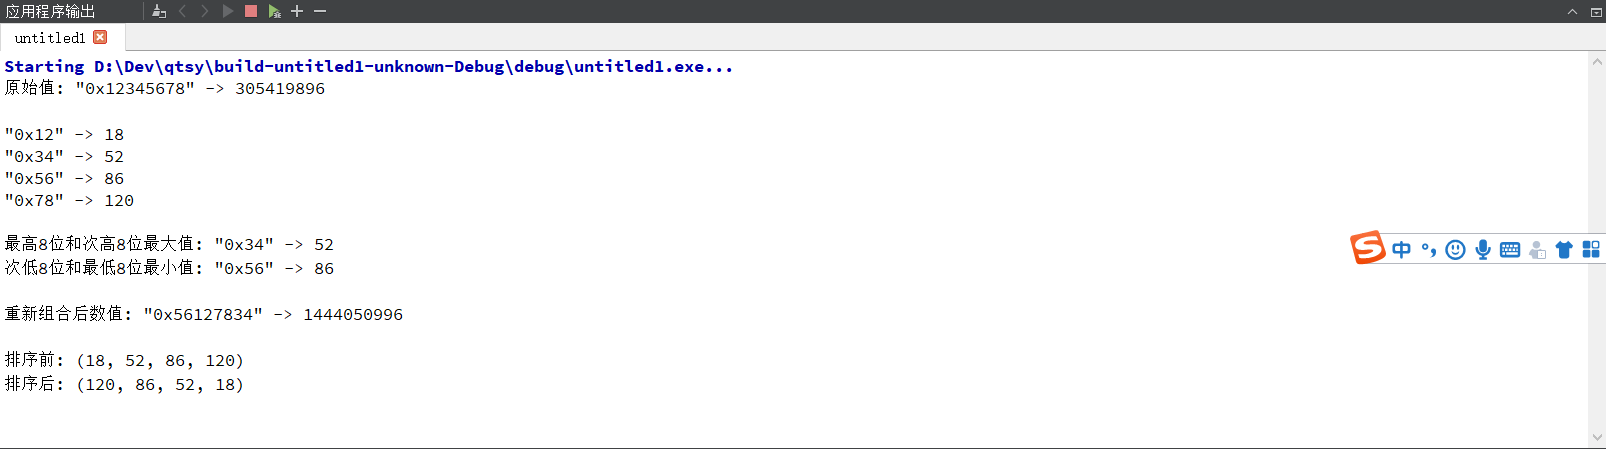 应用程序输出
untitled1
Starting D:\Dev\qtsy\build-untitled1-unknown-Debug\debug\untitled1.exe...
原始值: "0x12345678" -> 305419896
"0x12" -> 18
"0x34" -> 52
"0x56" -> 86
"0x78" -> 120
最高8位和次高8位最大值: "0x34" -> 52
次低8位和最低8位最小值: "0x56" -> 86
重新组合后数值: "0x56127834" -> 1444050996
排序前: (18, 52, 86, 120)
排序后: (120, 86, 52, 18)
S 中 °,